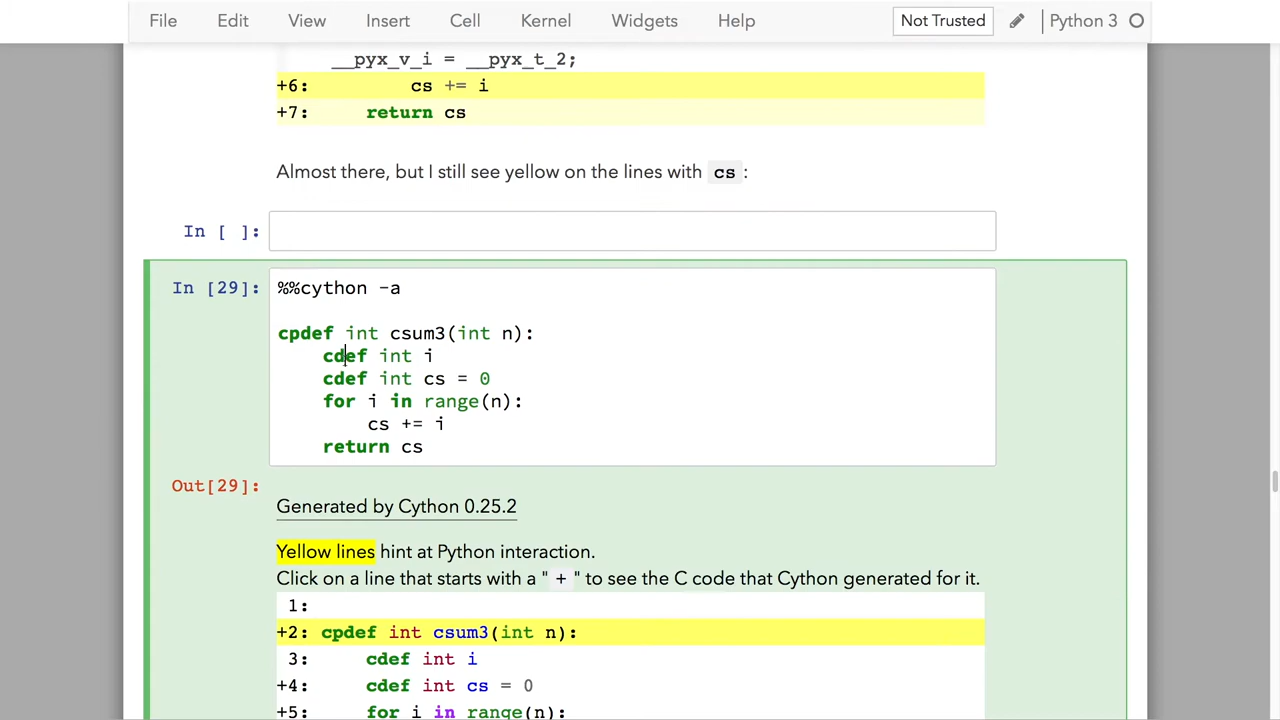 File Edit View Insert Cell Kernel Widgets Help Not Trusted Python 3
__pyx_v_i = __pyx_t_2;
+6: cs += i
+7: return cs
Almost there, but I still see yellow on the lines with cs :
In [ ]:
In [29]: %%cython -a
cpdef int csum3(int n):
cdef int i
cdef int cs = 0
for i in range(n):
cs += i
return cs
Out[29]:
Generated by Cython 0.25.2
Yellow lines hint at Python interaction.
Click on a line that starts with a " + " to see the C code that Cython generated for it.
1:
+2: cpdef int csum3(int n):
3: cdef int i
+4: cdef int cs = 0
+5: for i in range(n):